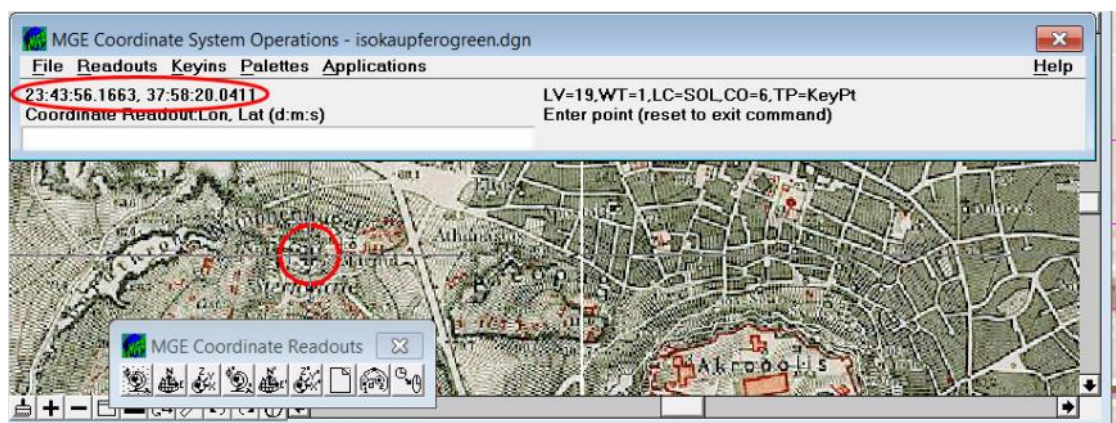 MGE Coordinate System Operations - isokaupferogreen.dgn
File Readouts Keyins Palettes Applications Help
23:43:56.1663, 37:58:20.0411 LV=19,WT=1,LC=SOL,CO=6,TP=KeyPt
Coordinate Readout:Lon, Lat (d:m:s) Enter point (reset to exit command)
Akropolis
MGE Coordinate Readouts